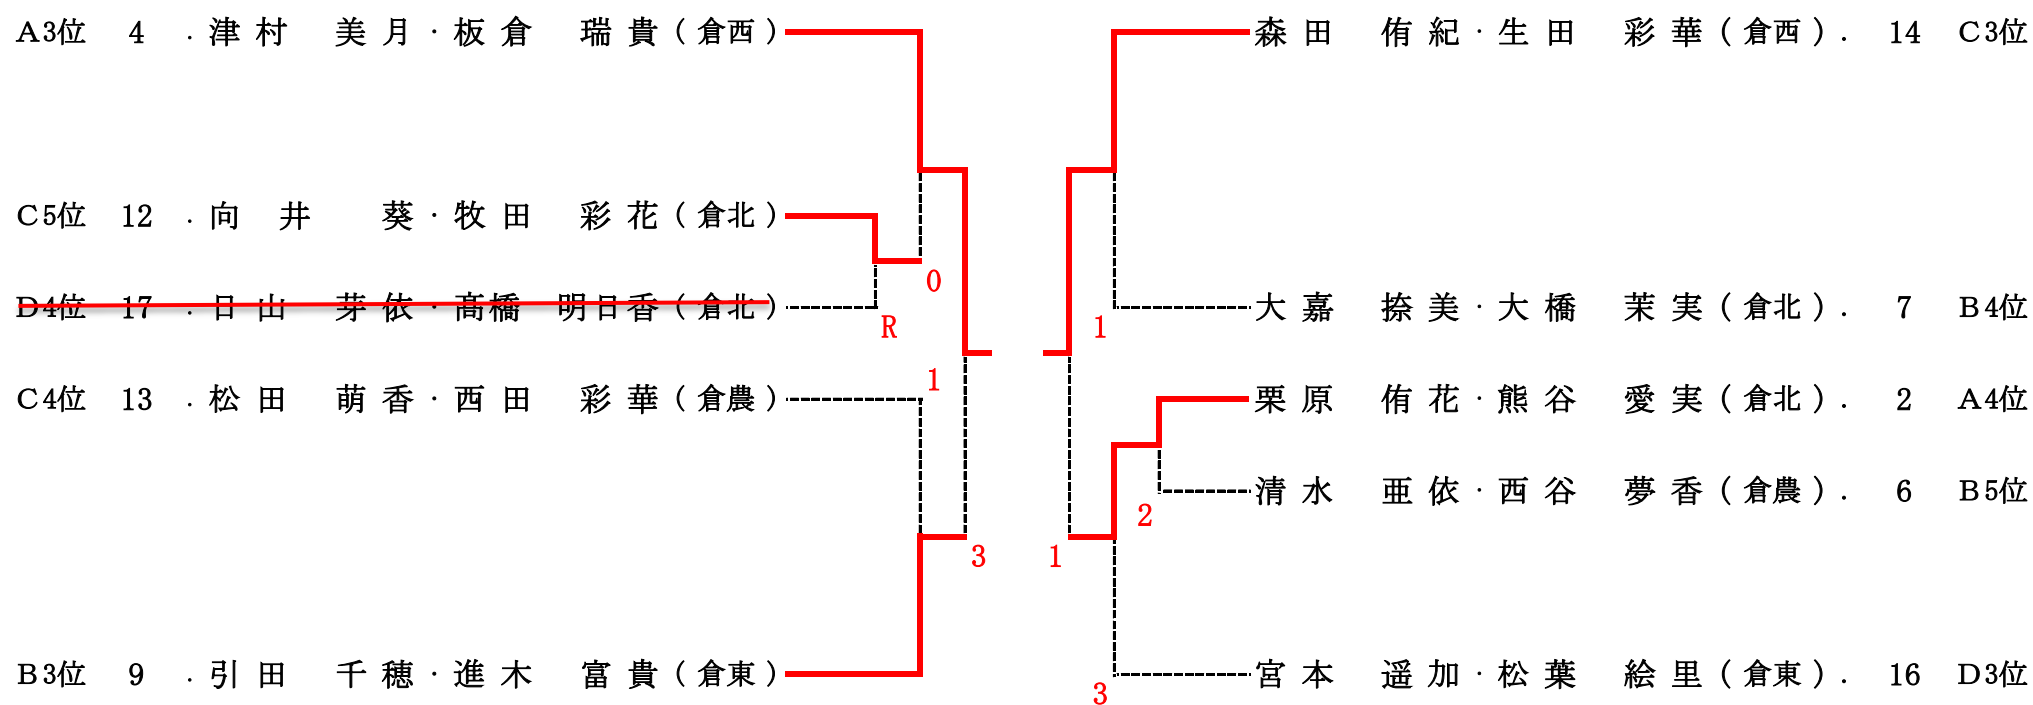 A3位 4 . 津村 美月・板倉 瑞貴(倉西) 森田 侑紀・生田 彩華(倉西). 14 C3位
C5位 12 . 向井 葵・牧田 彩花(倉北)
0
D4位 17 . 日山 芽依・髙橋 明日香(倉北) 大嘉 捺美・大橋 茉実(倉北). 7 B4位
R 1
1
C4位 13 . 松田 萌香・西田 彩華(倉農) 栗原 侑花・熊谷 愛実(倉北). 2 A4位
清水 亜依・西谷 夢香(倉農). 6 B5位
2
3 1
B3位 9 . 引田 千穂・進木 富貴(倉東) 宮本 遥加・松葉 絵里(倉東). 16 D3位
3